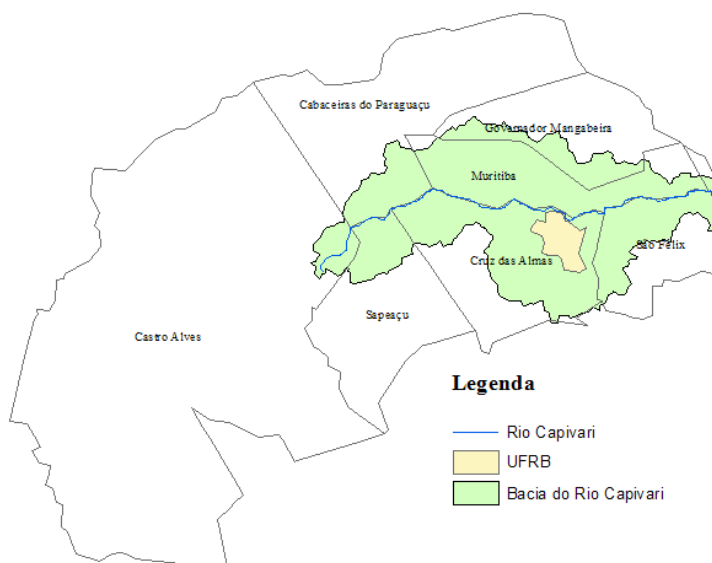 Cabaceiras do Paraguaçu
Governador Mangabeira
Muritiba
São Félix
Cruz das Almas
Sapeaçu
Castro Alves
Legenda
Rio Capivari
UFRB
Bacia do Rio Capivari